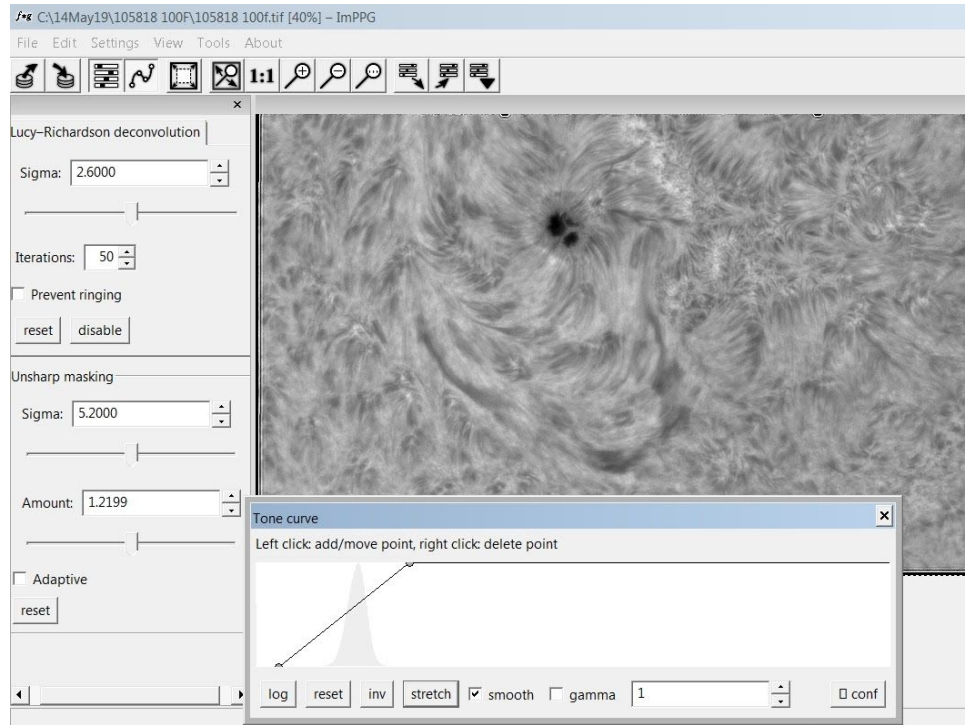 f*g C:\14May19\105818 100F\105818 100f.tif [40%] – ImPPG
File Edit Settings View Tools About
1:1
×
Lucy–Richardson deconvolution
Sigma: 2.6000
Iterations: 50
Prevent ringing
reset disable
Unsharp masking
Sigma: 5.2000
Amount: 1.2199
Adaptive
reset
Tone curve
Left click: add/move point, right click: delete point
log reset inv stretch smooth gamma 1 conf